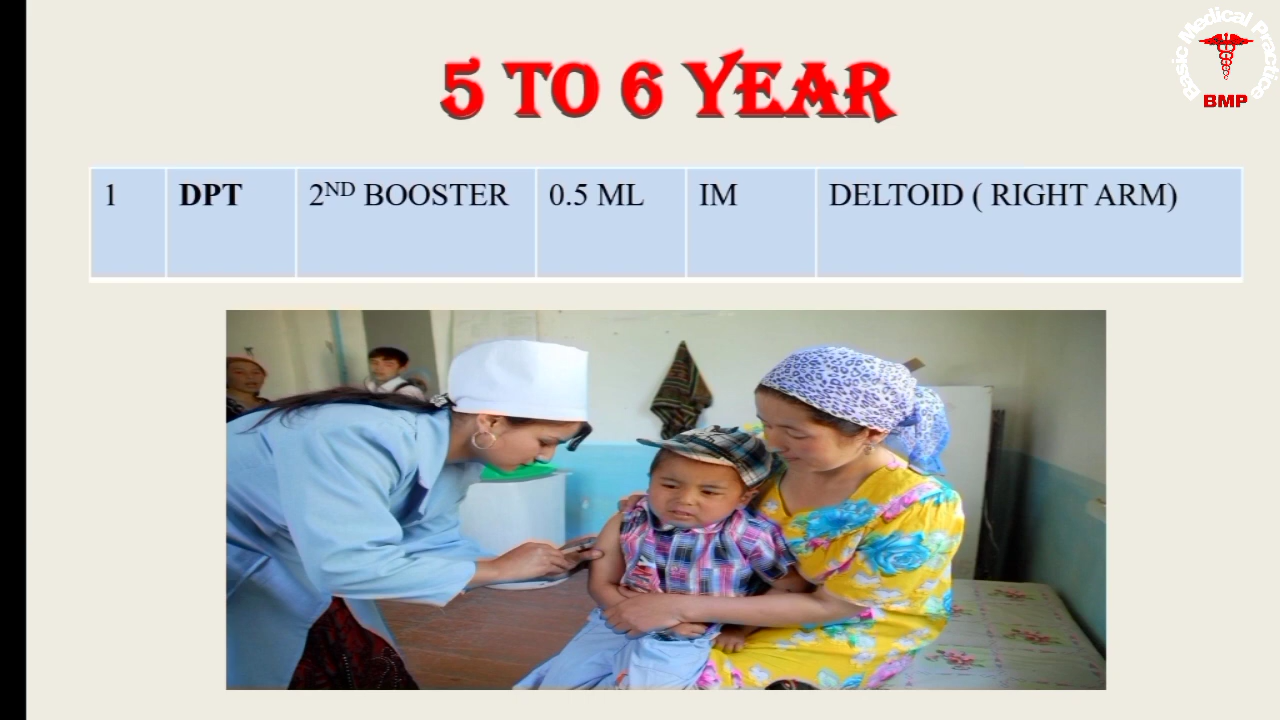 Basic Medical Practice
BMP
5 TO 6 YEAR
1 DPT 2ND BOOSTER 0.5 ML IM DELTOID ( RIGHT ARM)